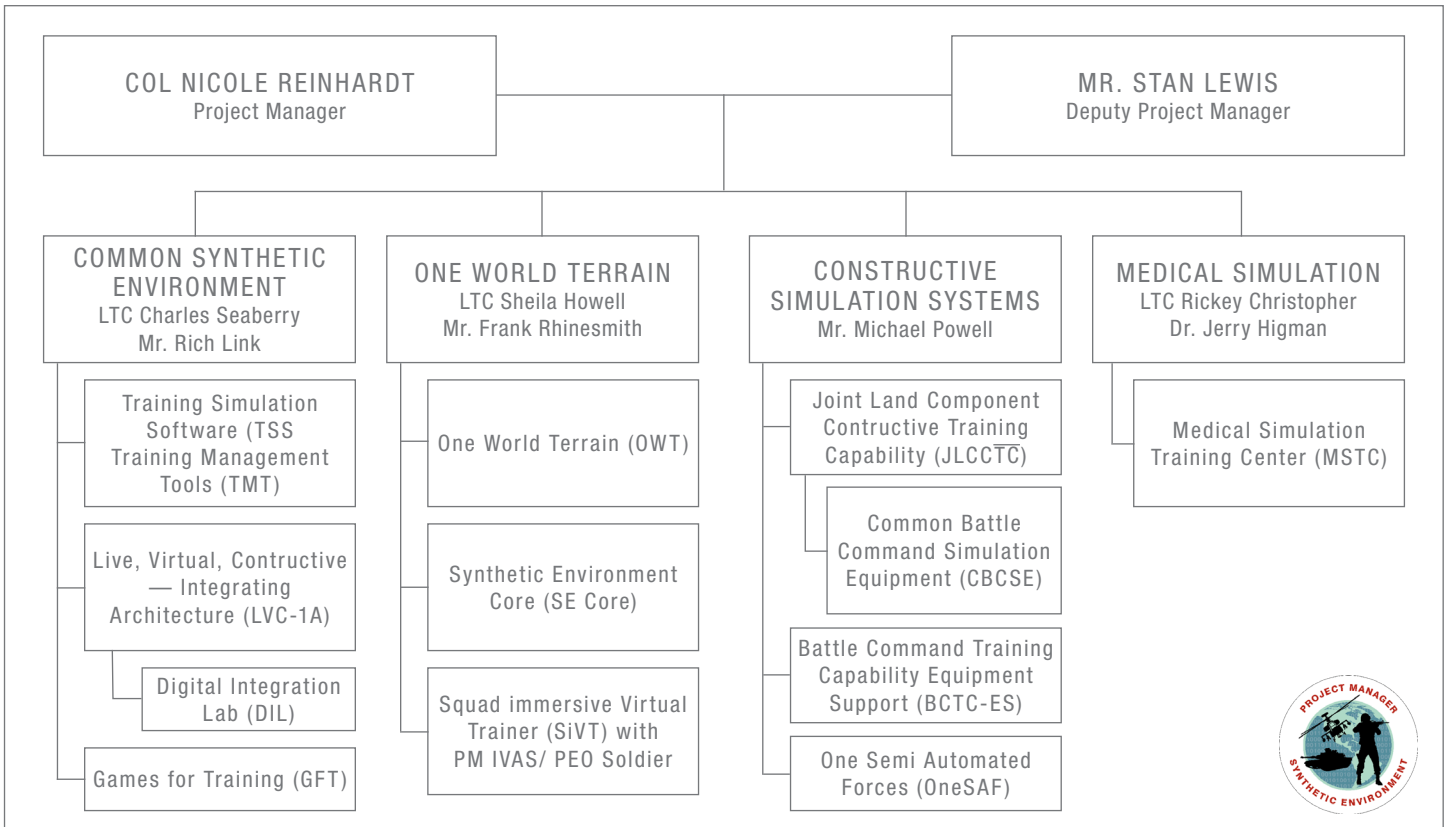 COL NICOLE REINHARDT
Project Manager
MR. STAN LEWIS
Deputy Project Manager
COMMON SYNTHETIC
ENVIRONMENT
LTC Charles Seaberry
Mr. Rich Link
Training Simulation
Software (TSS
Training Management
Tools (TMT)
Live, Virtual, Contructive
— Integrating
Architecture (LVC-1A)
Digital Integration
Lab (DIL)
Games for Training (GFT)
ONE WORLD TERRAIN
LTC Sheila Howell
Mr. Frank Rhinesmith
One World Terrain (OWT)
Synthetic Environment
Core (SE Core)
Squad immersive Virtual
Trainer (SiVT) with
PM IVAS/ PEO Soldier
CONSTRUCTIVE
SIMULATION SYSTEMS
Mr. Michael Powell
Joint Land Component
Contructive Training
Capability (JLCCTC)
Common Battle
Command Simulation
Equipment (CBCSE)
Battle Command Training
Capability Equipment
Support (BCTC-ES)
One Semi Automated
Forces (OneSAF)
MEDICAL SIMULATION
LTC Rickey Christopher
Dr. Jerry Higman
Medical Simulation
Training Center (MSTC)
PROJECT MANAGER
SYNTHETIC ENVIRONMENT